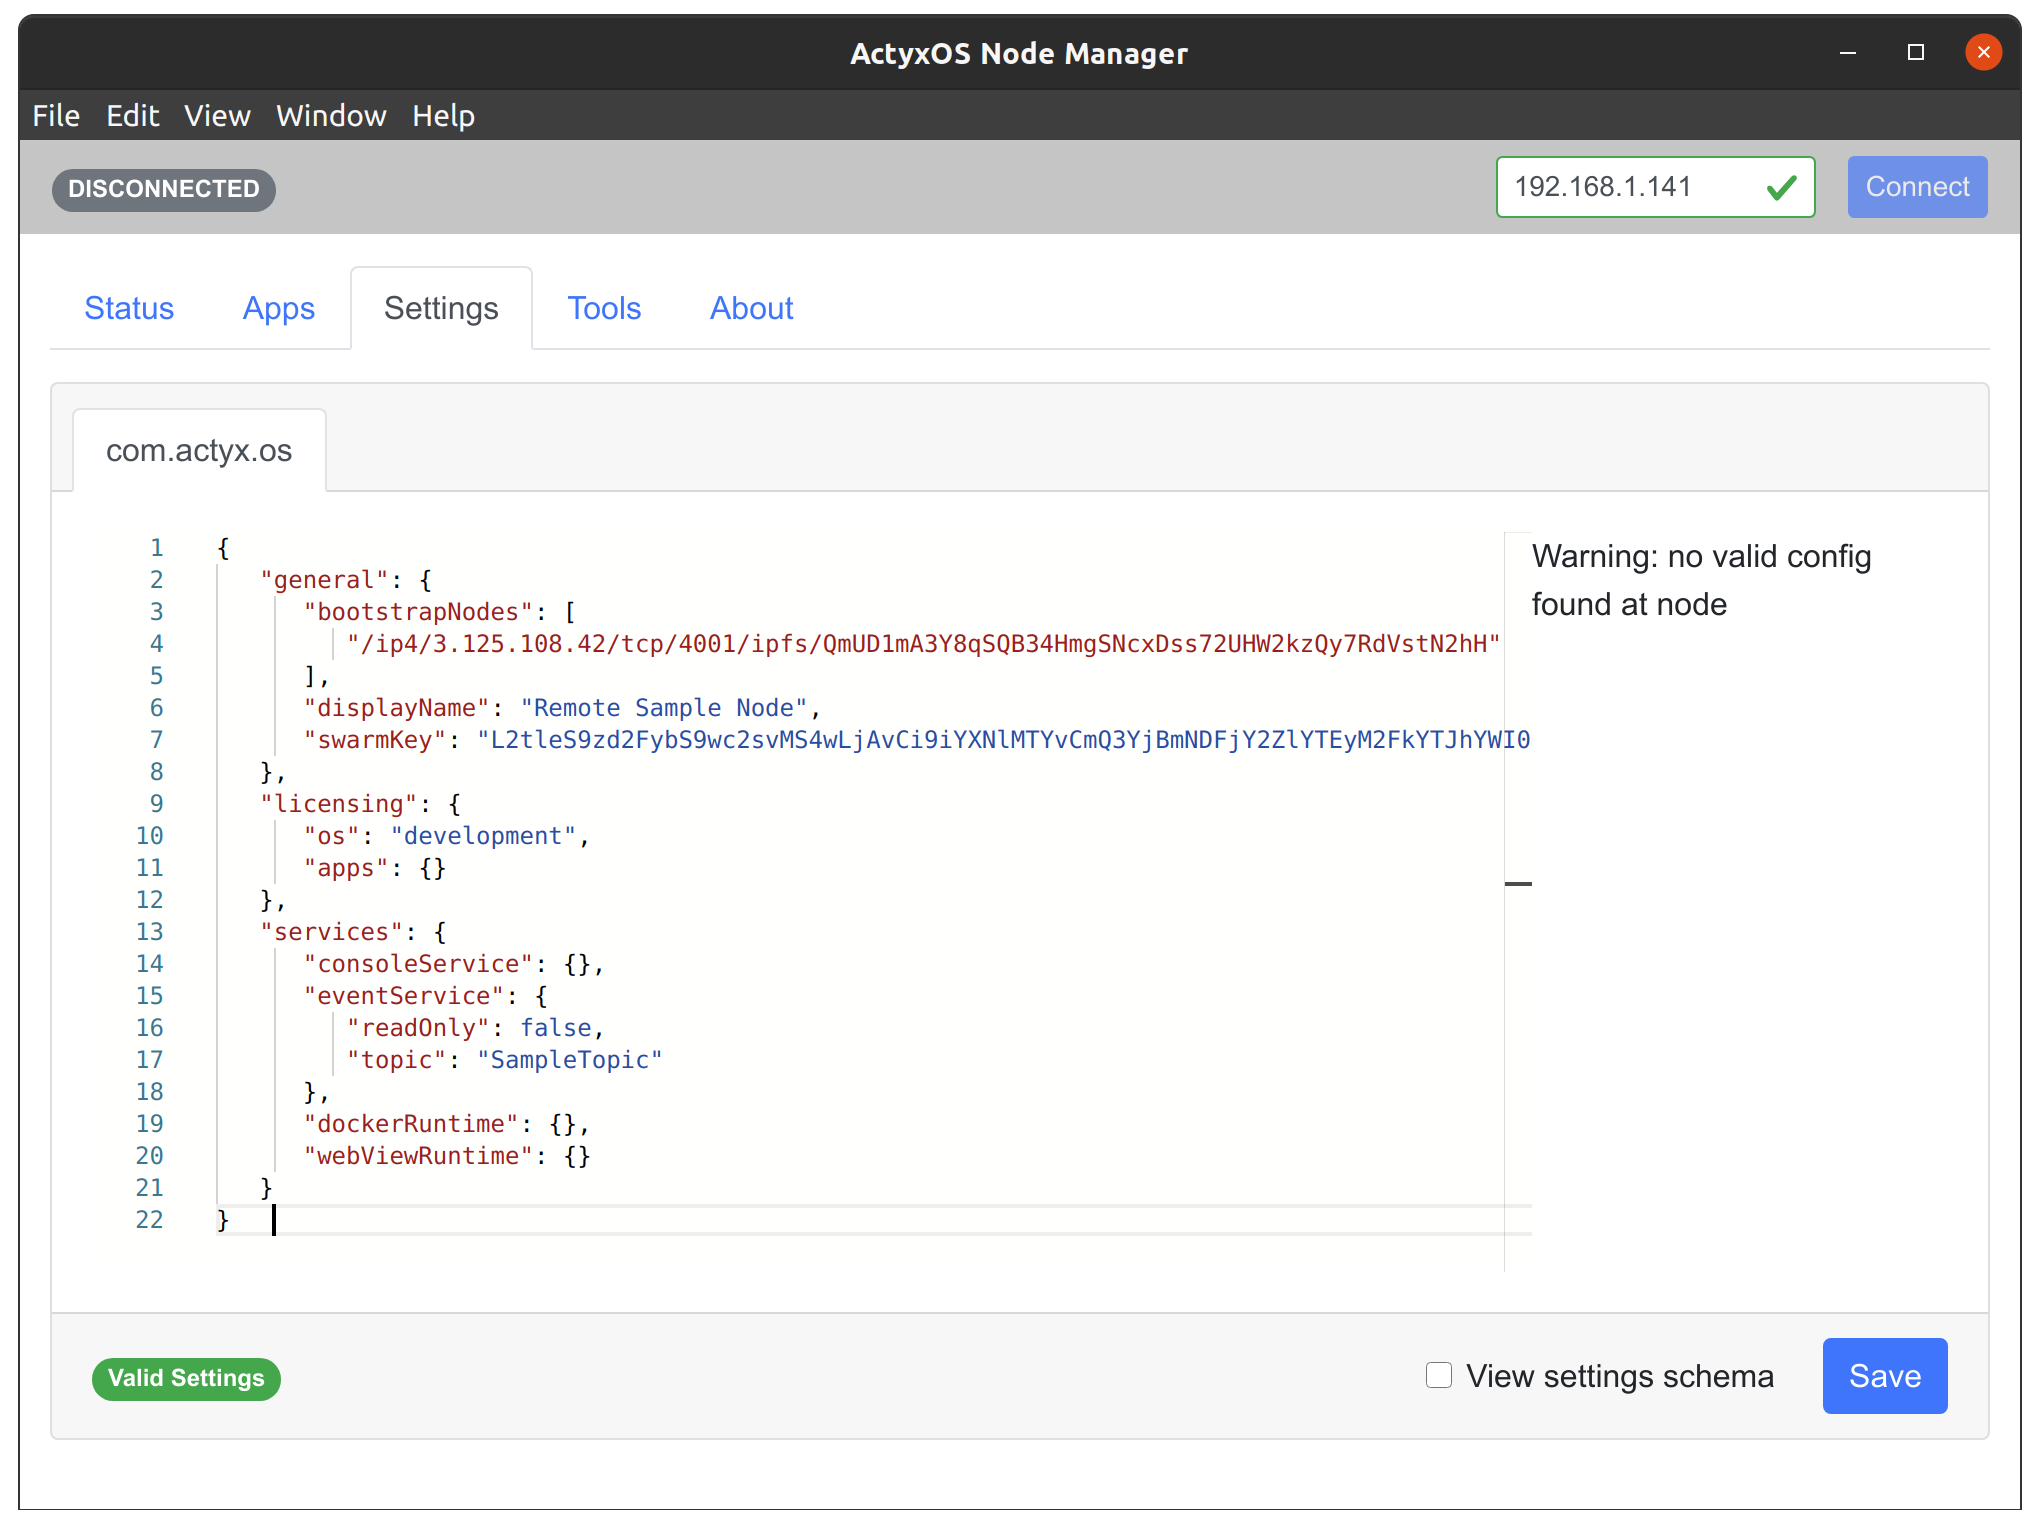 ActyxOS Node Manager
File Edit View Window Help
DISCONNECTED 192.168.1.141 Connect
Status Apps Settings Tools About
com.actyx.os
1 {
2 "general": {
3 "bootstrapNodes": [
4 "/ip4/3.125.108.42/tcp/4001/ipfs/QmUD1mA3Y8qSQB34HmgSNcxDss72UHW2kzQy7RdVstN2hH"
5 ],
6 "displayName": "Remote Sample Node",
7 "swarmKey": "L2tleS9zd2FybS9wc2svMS4wLjAvCi9iYXNlMTYvCmQ3YjBmNDFjY2ZlYTEyM2FkYTJhYWI0
8 },
9 "licensing": {
10 "os": "development",
11 "apps": {}
12 },
13 "services": {
14 "consoleService": {},
15 "eventService": {
16 "readOnly": false,
17 "topic": "SampleTopic"
18 },
19 "dockerRuntime": {},
20 "webViewRuntime": {}
21 }
22 }
Warning: no valid config
found at node
Valid Settings View settings schema Save